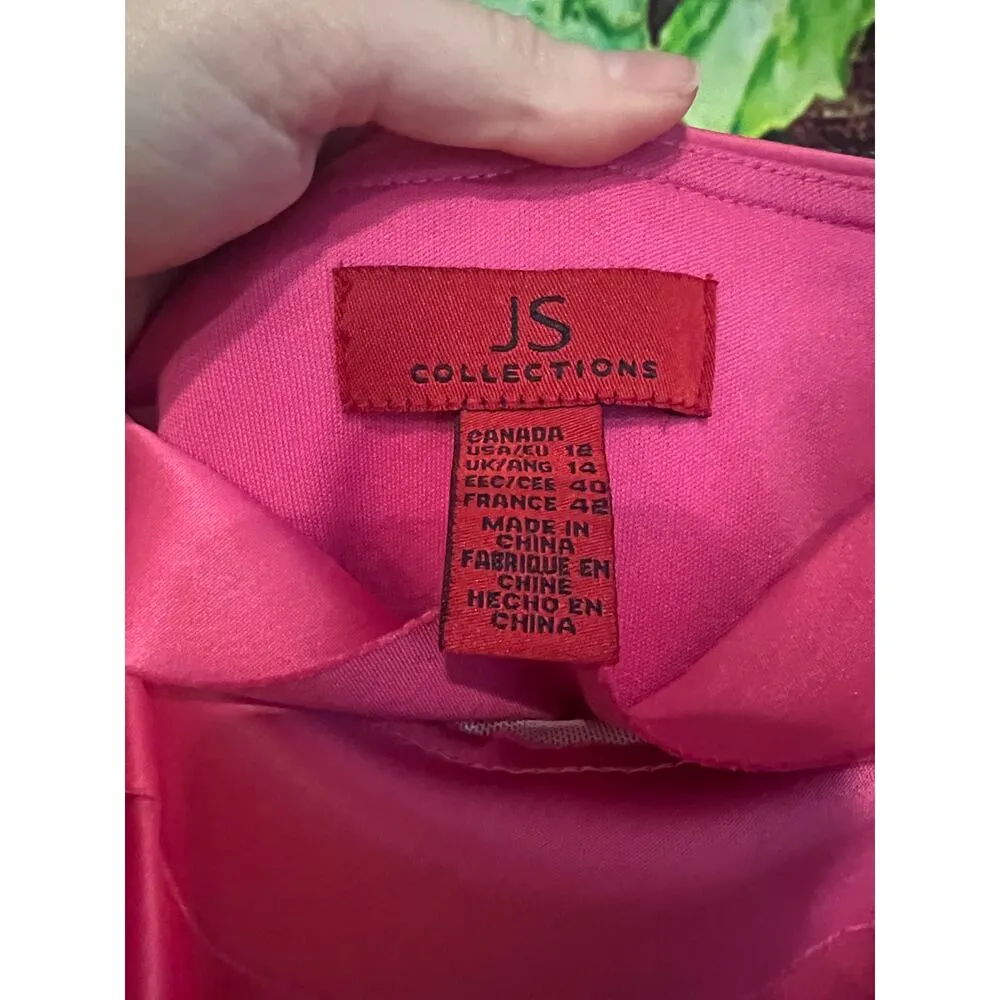 JS
COLLECTIONS
CANADA
USA/EU 12
UK/ANG 14
EEC/CEE 40
FRANCE 42
MADE IN
CHINA
FABRIQUE EN
CHINE
HECHO EN
CHINA